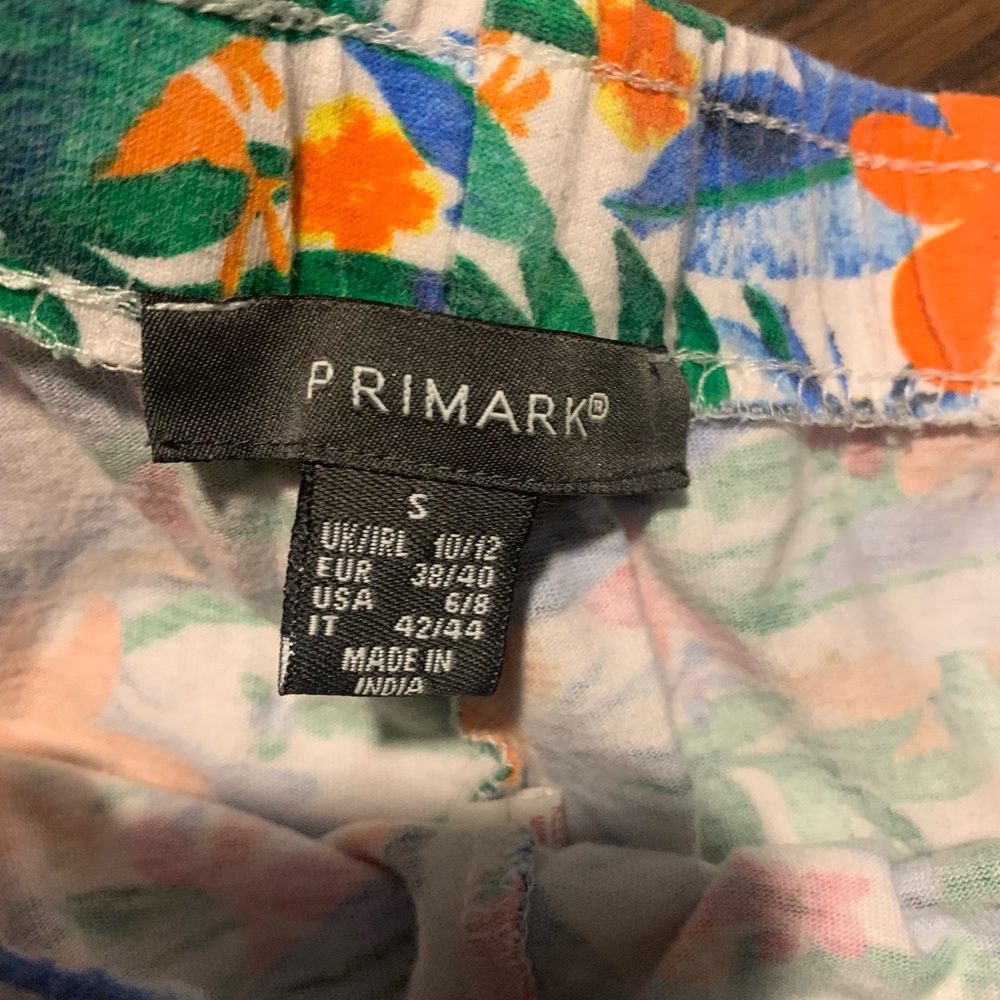 PRIMARK®
S
UK/IRL 10/12
EUR 38/40
USA 6/8
IT 42/44
MADE IN
INDIA